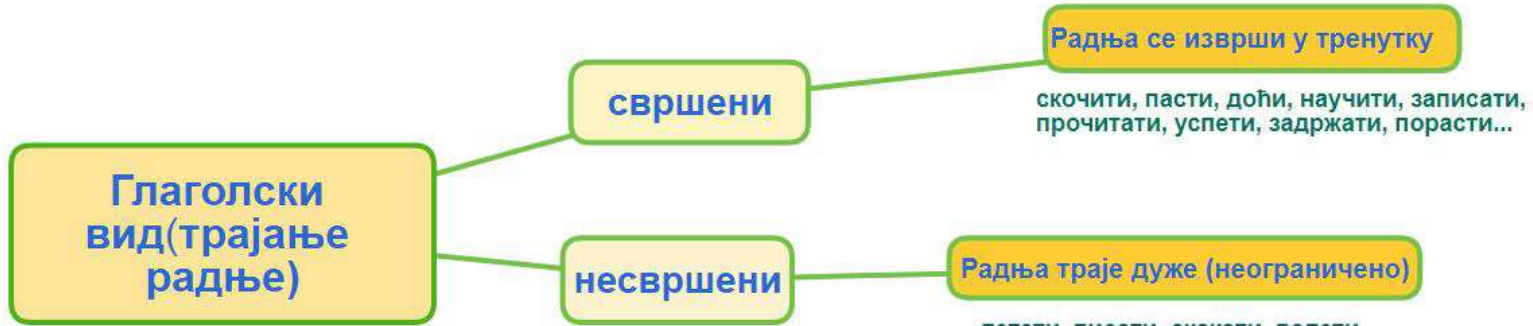 Радња се изврши у тренутку
свршени
скочити, пасти, доћи, научити, записати,
прочитати, успети, задржати, порасти...
Глаголски
вид(трајање
радње)
несвршени
Радња траје дуже (неограничено)